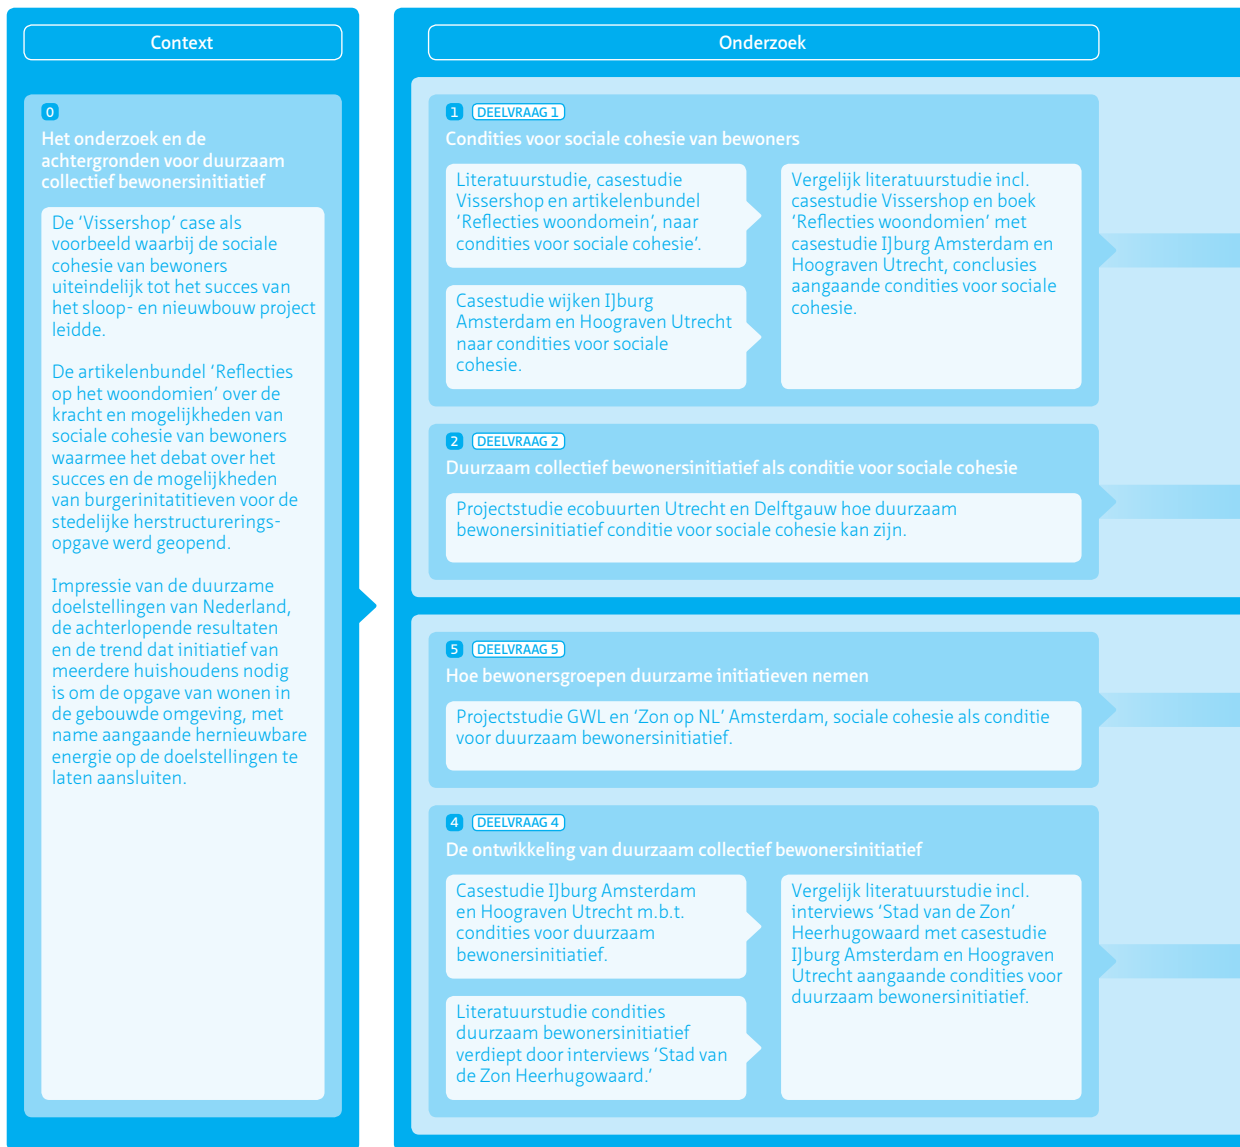 Context
0
Het onderzoek en de
achtergronden voor duurzaam
collectief bewonersinitiatief
De ‘Vissershop’ case als
voorbeeld waarbij de sociale
cohesie van bewoners
uiteindelijk tot het succes van
het sloop- en nieuwbouw project
leidde.
De artikelenbundel ‘Reflecties
op het woondomien’ over de
kracht en mogelijkheden van
sociale cohesie van bewoners
waarmee het debat over het
succes en de mogelijkheden
van burgerinitatitieven voor de
stedelijke herstructurerings-
opgave werd geopend.
Impressie van de duurzame
doelstellingen van Nederland,
de achterlopende resultaten
en de trend dat initiatief van
meerdere huishoudens nodig
is om de opgave van wonen in
de gebouwde omgeving, met
name aangaande hernieuwbare
energie op de doelstellingen te
laten aansluiten.
Onderzoek
1 DEELVRAAG 1
Condities voor sociale cohesie van bewoners
Literatuurstudie, casestudie
Vissershop en artikelenbundel
‘Reflecties woondomein’, naar
condities voor sociale cohesie’.
Casestudie wijken IJburg
Amsterdam en Hoograven Utrecht
naar condities voor sociale
cohesie.
Vergelijk literatuurstudie incl.
casestudie Vissershop en boek
‘Reflecties woondomien’ met
casestudie IJburg Amsterdam en
Hoograven Utrecht, conclusies
aangaande condities voor sociale
cohesie.
2 DEELVRAAG 2
Duurzaam collectief bewonersinitiatief als conditie voor sociale cohesie
Projectstudie ecobuurten Utrecht en Delftgauw hoe duurzaam
bewonersinitiatief conditie voor sociale cohesie kan zijn.
5 DEELVRAAG 5
Hoe bewonersgroepen duurzame initiatieven nemen
Projectstudie GWL en ‘Zon op NL’ Amsterdam, sociale cohesie als conditie
voor duurzaam bewonersinitiatief.
4 DEELVRAAG 4
De ontwikkeling van duurzaam collectief bewonersinitiatief
Casestudie IJburg Amsterdam
en Hoograven Utrecht m.b.t.
condities voor duurzaam
bewonersinitiatief.
Literatuurstudie condities
duurzaam bewonersinitiatief
verdiept door interviews ‘Stad van
de Zon Heerhugowaard.’
Vergelijk literatuurstudie incl.
interviews ‘Stad van de Zon’
Heerhugowaard met casestudie
IJburg Amsterdam en Hoograven
Utrecht aangaande condities voor
duurzaam bewonersinitiatief.